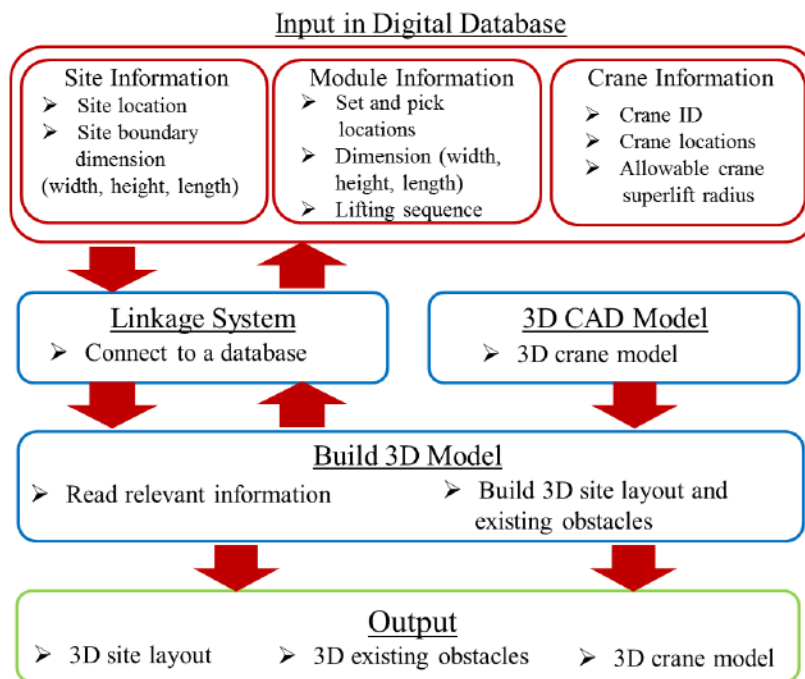 Input in Digital Database
Site Information
➤ Site location
➤ Site boundary
dimension
(width, height, length)
Module Information
➤ Set and pick
locations
➤ Dimension (width,
height, length)
➤ Lifting sequence
Crane Information
➤ Crane ID
➤ Crane locations
➤ Allowable crane
superlift radius
Linkage System
➤ Connect to a database
3D CAD Model
➤ 3D crane model
Build 3D Model
➤ Read relevant information
➤ Build 3D site layout and
existing obstacles
Output
➤ 3D site layout
➤ 3D existing obstacles
➤ 3D crane model